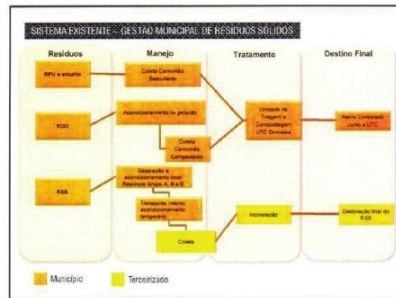 SISTEMA EXISTENTE - GESTÃO MUNICIPAL DE RESÍDUOS SÓLIDOS
Resíduos
Manejo
Tratamento
Destino Final
RPU e entulho
Coleta Caminhão
Basculante
RDO
Acondicionamento na geração
Coleta
Caminhão
Compactador
Unidade de
Triagem e
Compostagem
UTC Divinésia
Aterro Controlado
Junto a UTC
RSS
Separação e
acondicionamento local
Resíduos Grupo A, B e E
Transporte interno,
acondicionamento
temporário
Coleta
Incineração
Destinação final do
RSS
Município
Terceirizado